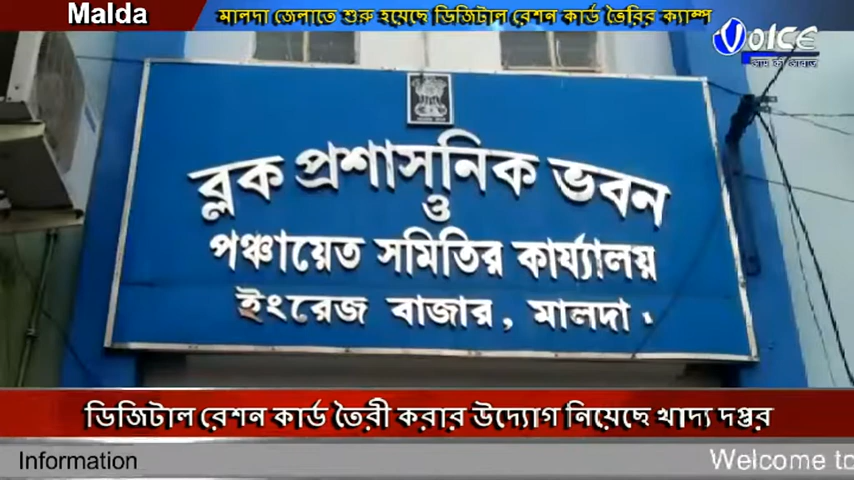 Malda
মালদা জেলাতে শুরু হয়েছে ডিজিটাল রেশন কার্ড তৈরির ক্যাম্প
VOICE
ব্লক প্রশাসনিক ভবন
ও
পঞ্চায়েত সমিতির কার্য্যালয়
ইংরেজ বাজার, মালদা.
ডিজিটাল রেশন কার্ড তৈরী করার উদ্যোগ নিয়েছে খাদ্য দপ্তর
Information
Welcome to